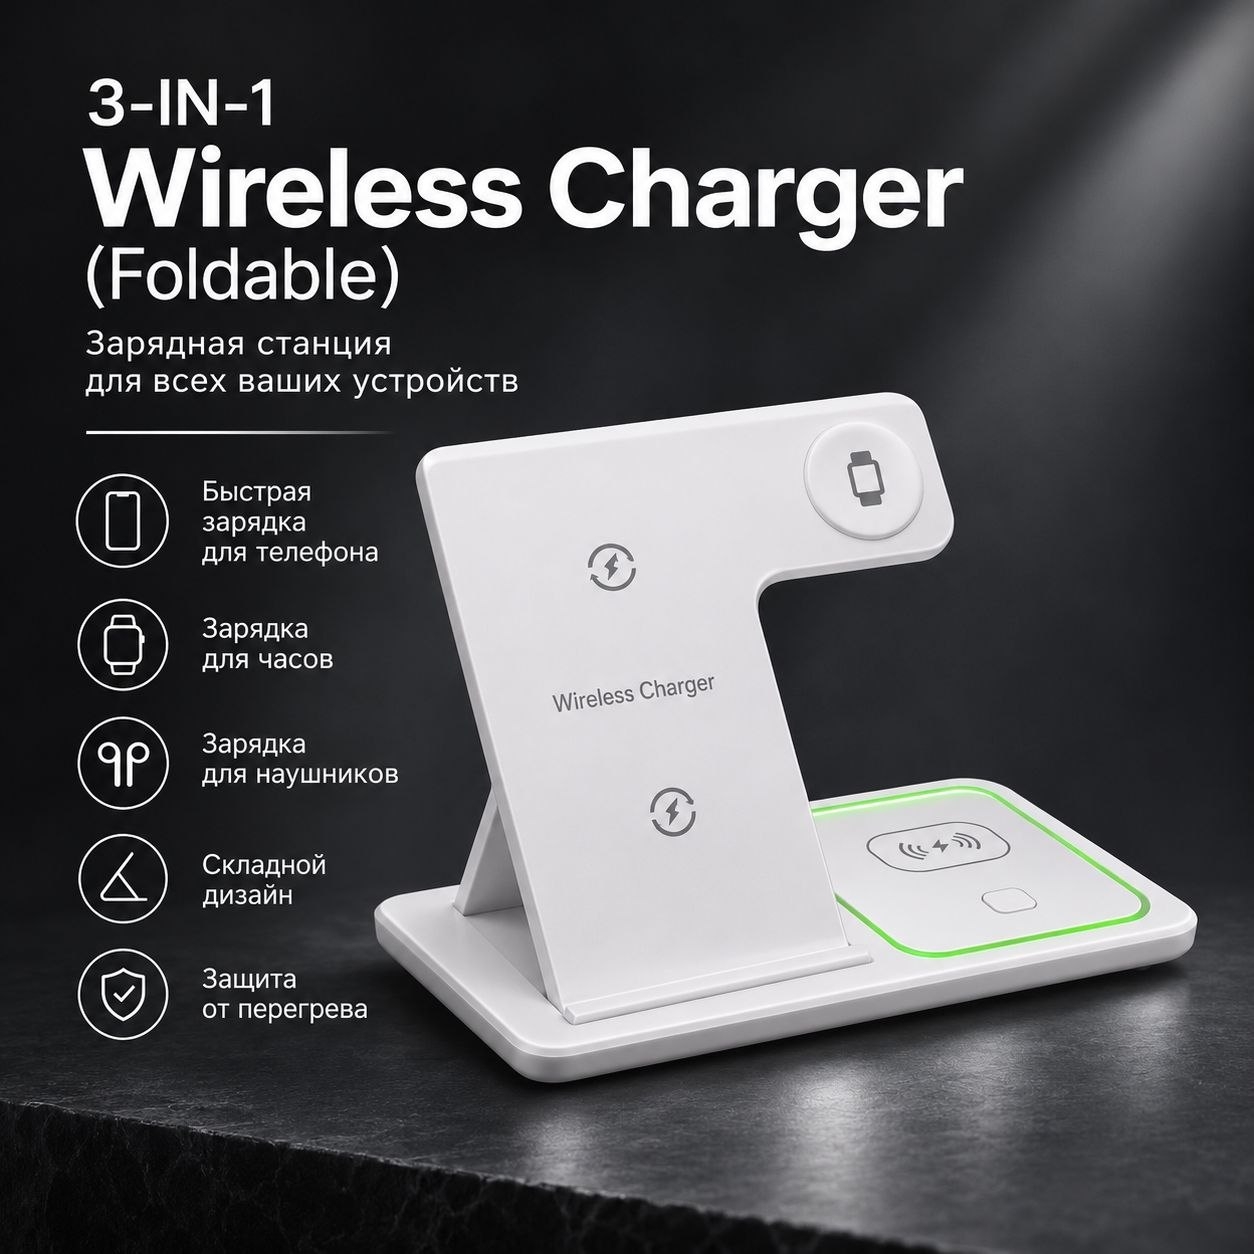 3-IN-1
Wireless Charger
(Foldable)
Зарядная станция
для всех ваших устройств
Быстрая
зарядка
для телефона
Зарядка
для часов
Зарядка
для наушников
Складной
дизайн
Защита
от перегрева
Wireless Charger